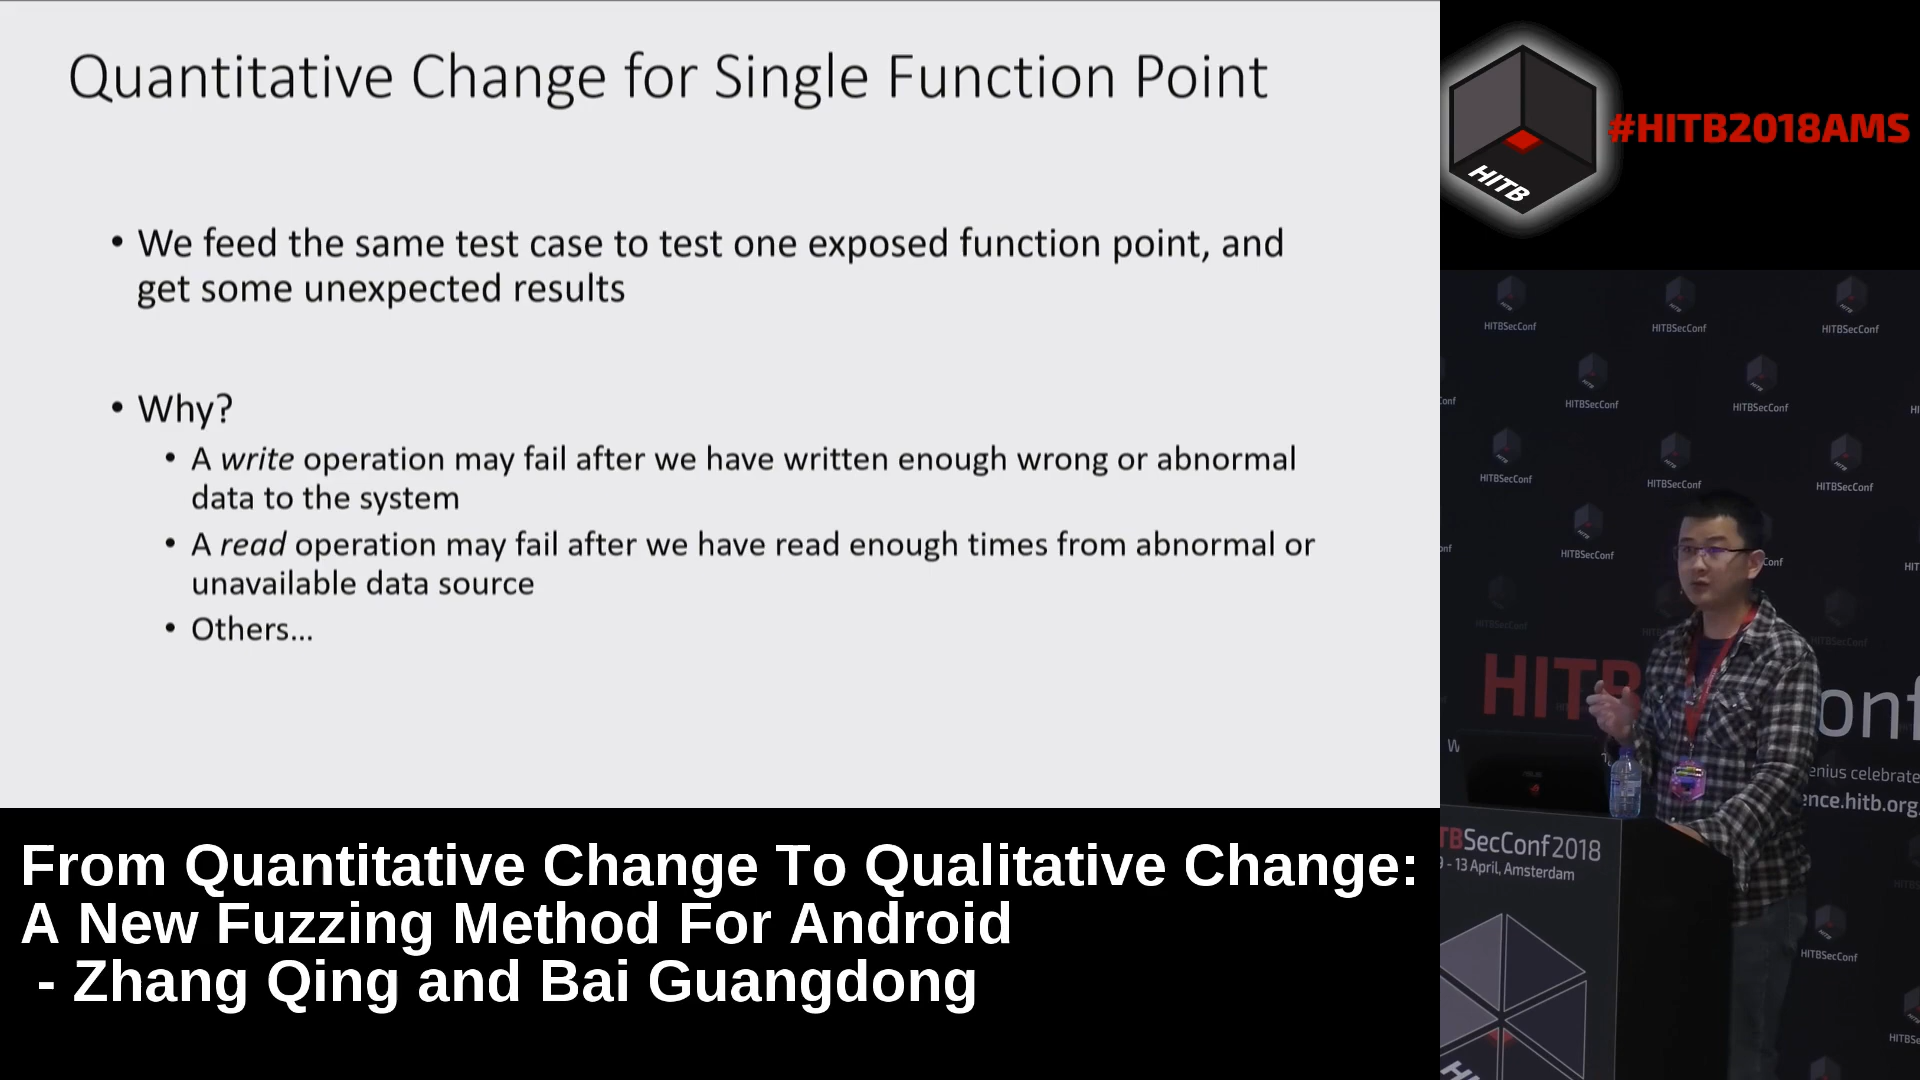 Quantitative Change for Single Function Point
• We feed the same test case to test one exposed function point, and
get some unexpected results
• Why?
• A write operation may fail after we have written enough wrong or abnormal
data to the system
• A read operation may fail after we have read enough times from abnormal or
unavailable data source
• Others...
From Quantitative Change To Qualitative Change:
A New Fuzzing Method For Android
- Zhang Qing and Bai Guangdong
HITB
#HITB2018AMS
HITBSecConf
HITBSecConf
HITBSecConf
HITBSecConf
HITBSecConf
HITBSecConf
HITBSecConf
HITBSecConf
HITBSecConf
HITBSecConf
HITB
onf
enius celebrate
ence.hitb.org
TBSecConf2018
9 - 13 April, Amsterdam
HITBSecConf